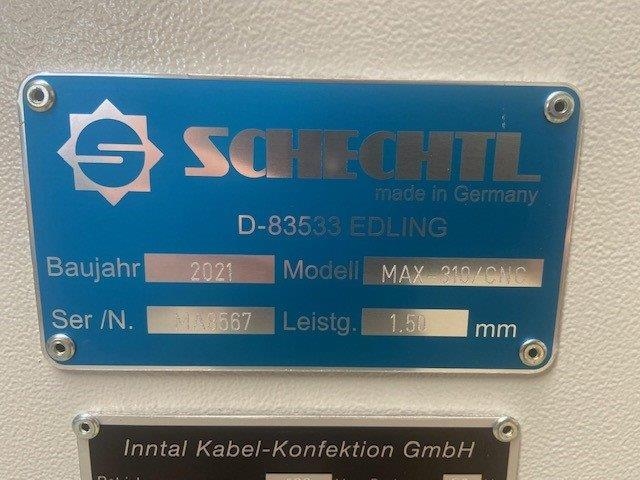 SCHECHTL
made in Germany
D-83533 EDLING
Baujahr 2021 Modell MAX-310/CNC
Ser /N. MA9567 Leistg. 1.50 mm
Inntal Kabel-Konfektion GmbH